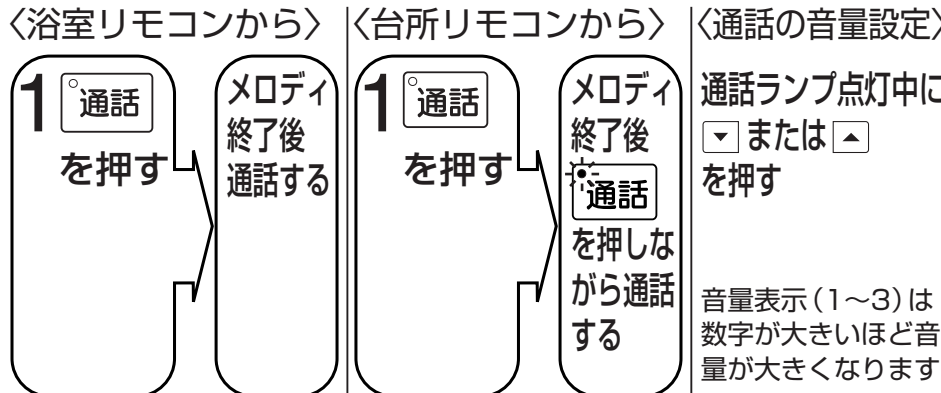 〈浴室リモコンから〉
1 通話
を押す
メロディ
終了後
通話する
〈台所リモコンから〉
1 通話
を押す
メロディ
終了後
通話
を押しな
がら通話
する
〈通話の音量設定〉
通話ランプ点灯中に
▼ または ▲
を押す
音量表示(1〜3)は
数字が大きいほど音
量が大きくなります